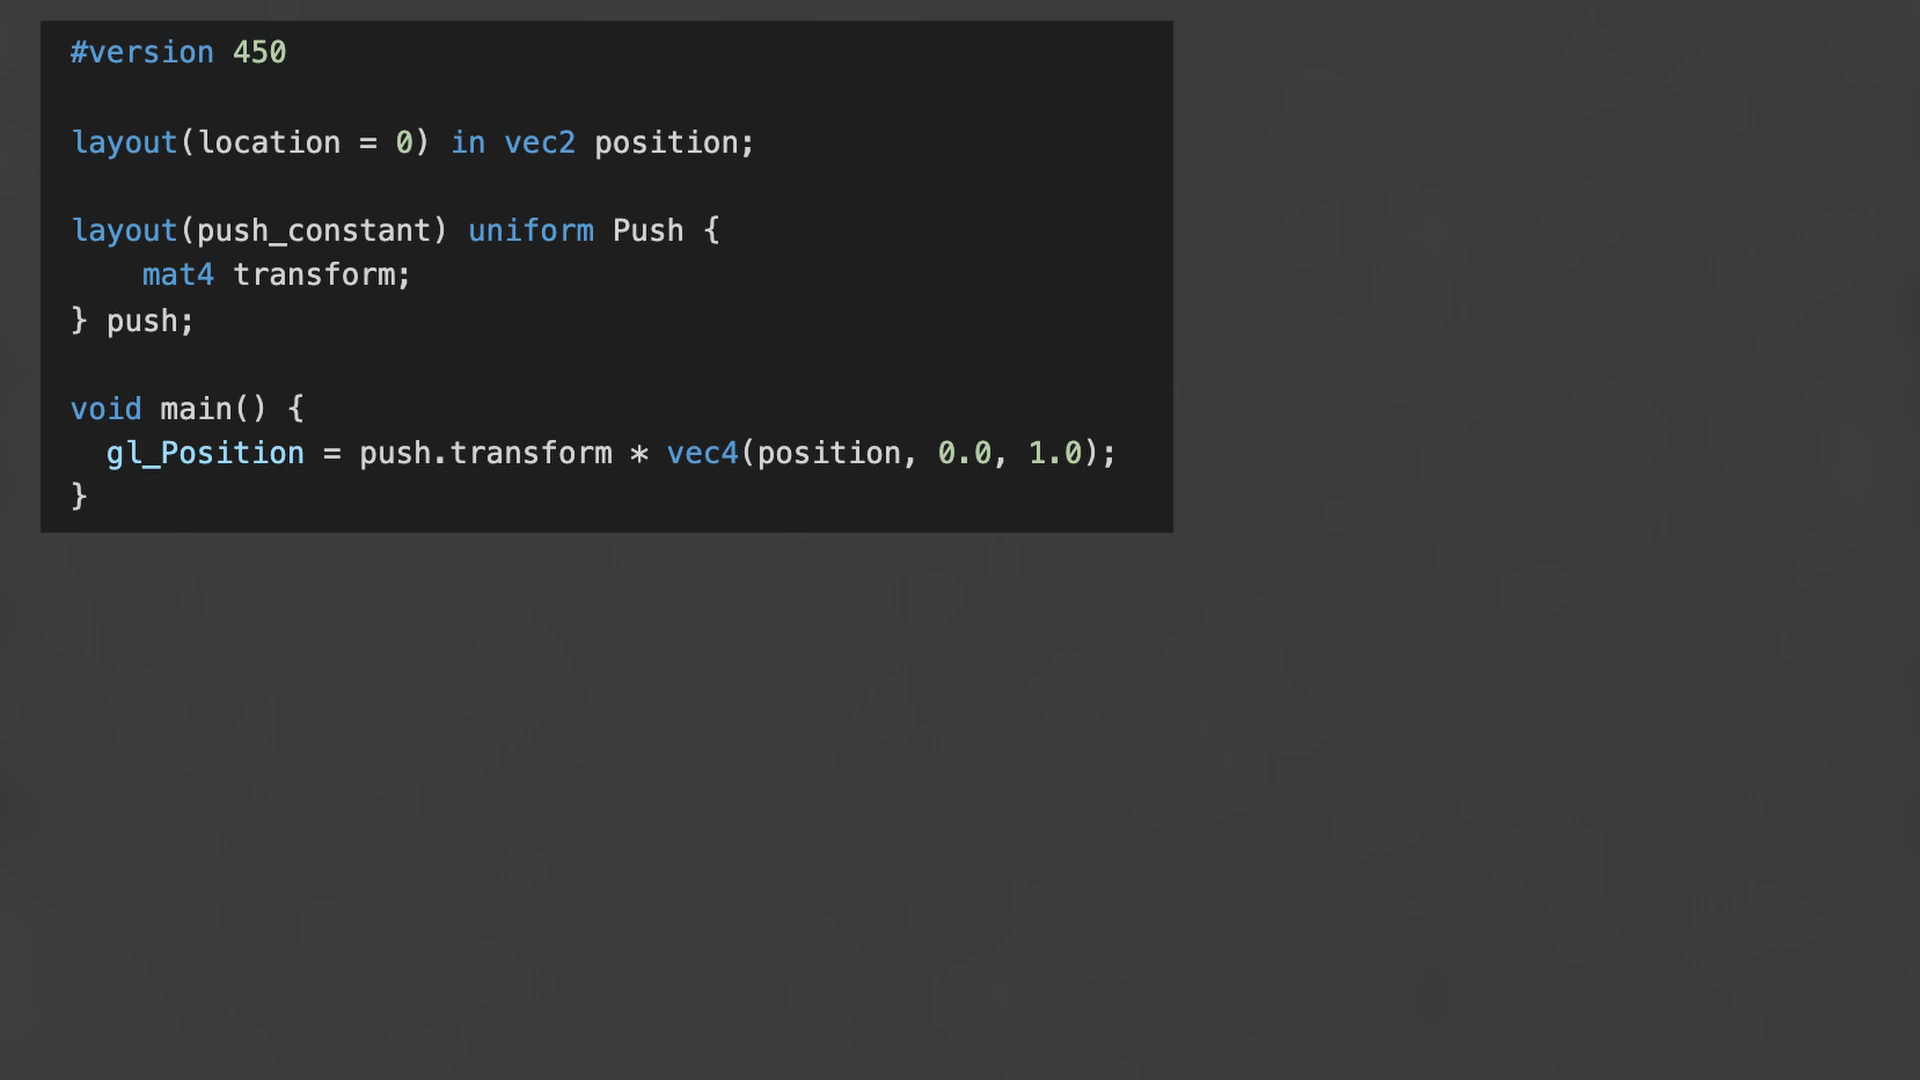 #version 450
layout(location = 0) in vec2 position;
layout(push_constant) uniform Push {
    mat4 transform;
} push;
void main() {
  gl_Position = push.transform * vec4(position, 0.0, 1.0);
}